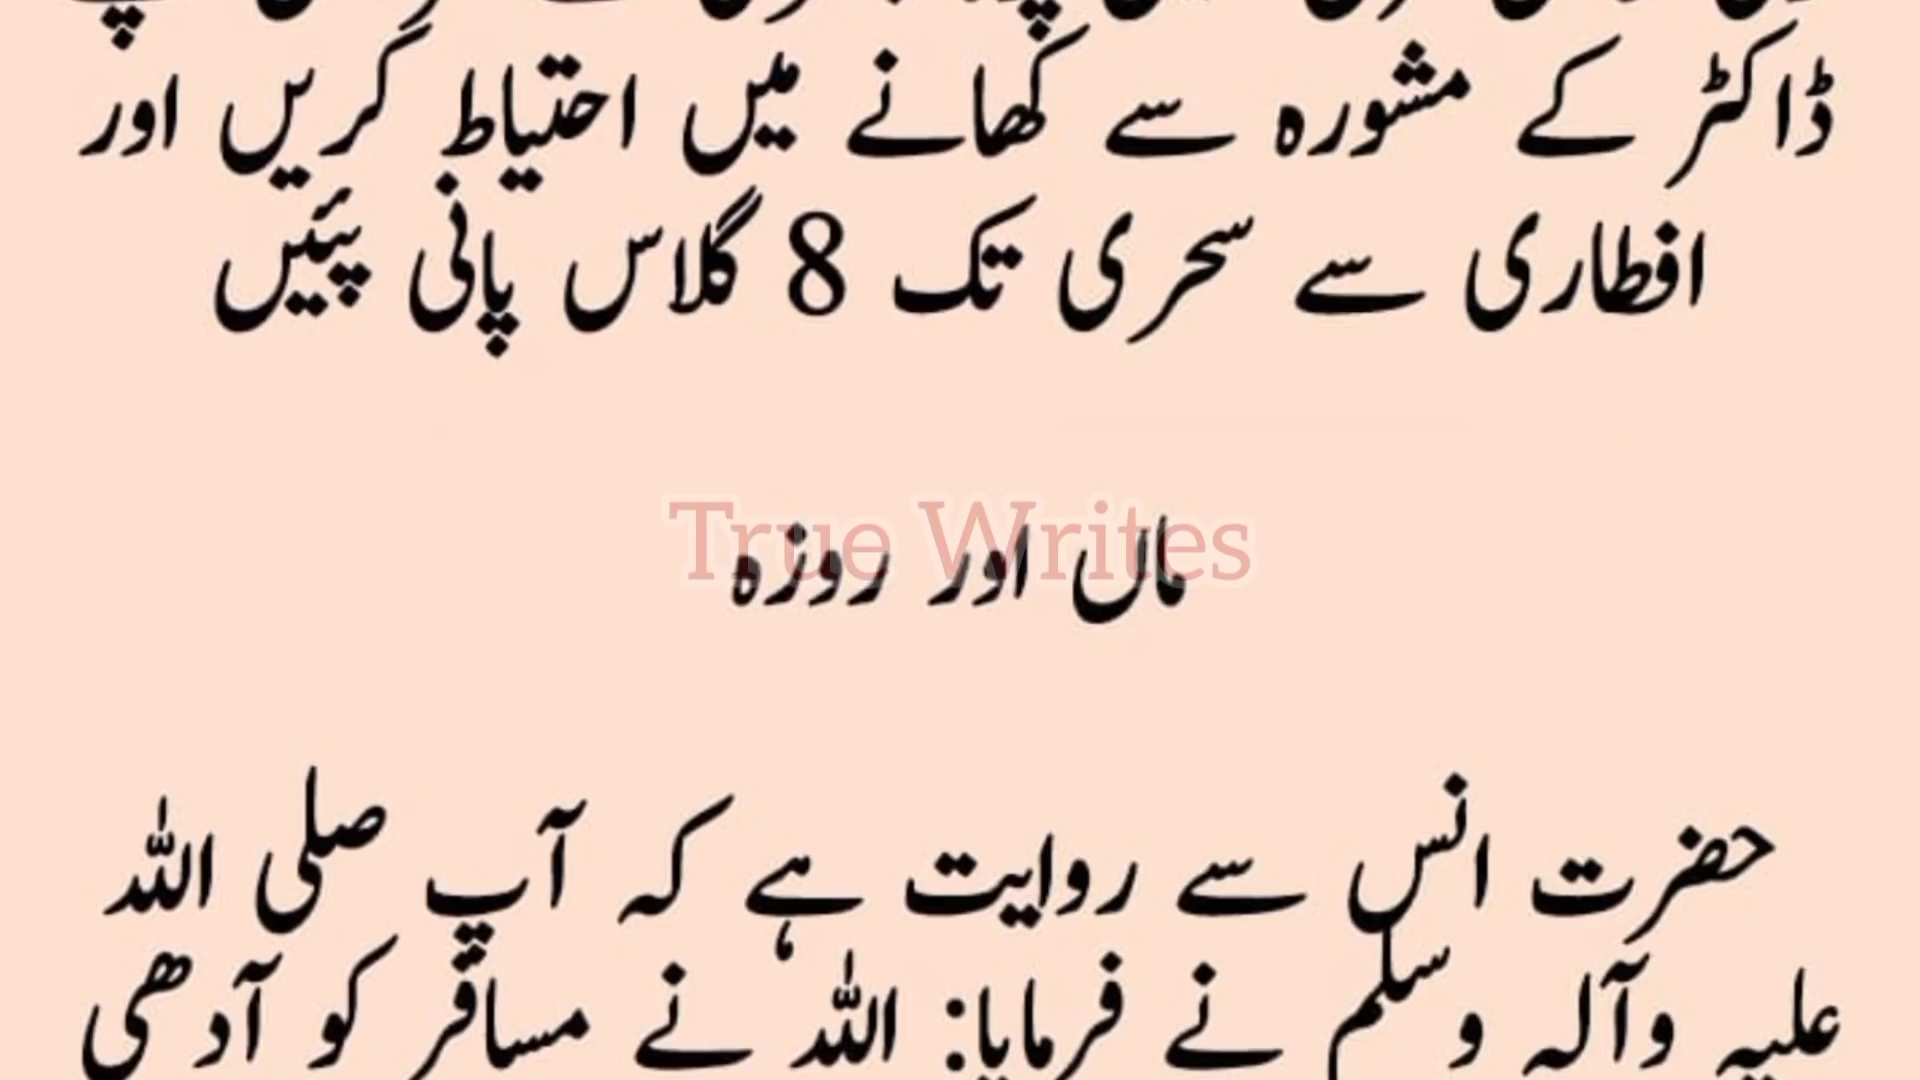 ڈاکٹر کے مشورہ سے کھانے میں احتیاط کریں اور
افطاری سے سحری تک 8 گلاس پانی پئیں
True Writes
ماں اور روزہ
حضرت انس سے روایت ہے کہ آپ صلی اللہ
علیہ وآلہ وسلم نے فرمایا: اللہ نے مسافر کو آدھی